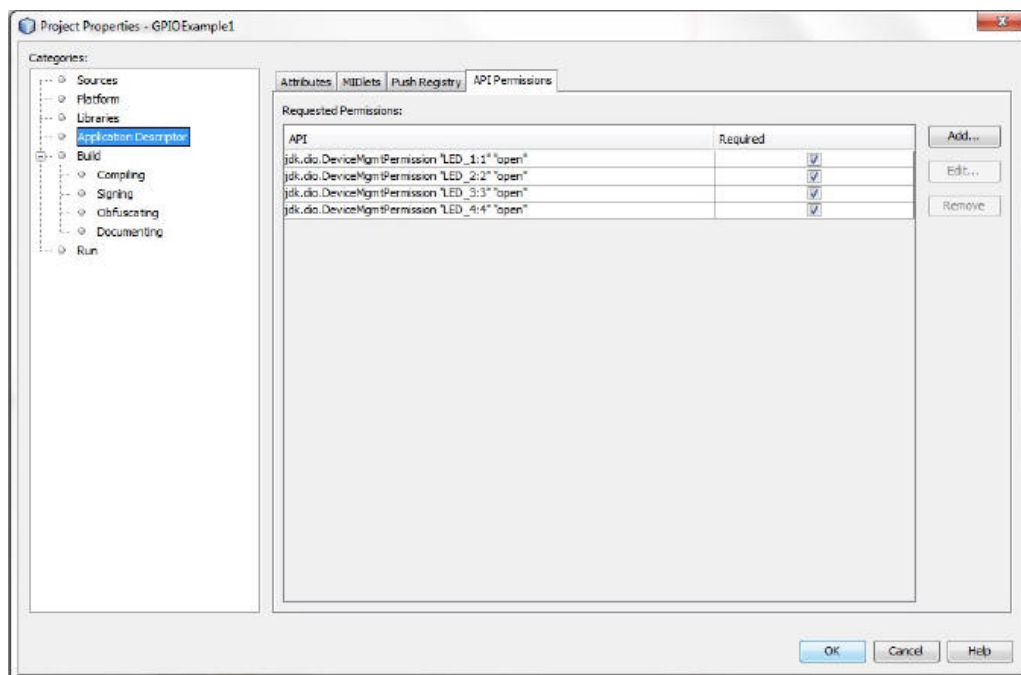 Project Properties - GPIOExample1
Categories:
Sources
Platform
Libraries
Application Descriptor
Build
Compiling
Signing
Obfuscating
Documenting
Run
Attributes MIDlets Push Registry API Permissions
Requested Permissions:
API Required
jdk.dio.DeviceMgmtPermission "LED_1:1" "open"
jdk.dio.DeviceMgmtPermission "LED_2:2" "open"
jdk.dio.DeviceMgmtPermission "LED_3:3" "open"
jdk.dio.DeviceMgmtPermission "LED_4:4" "open"
Add...
Edit...
Remove
OK Cancel Help